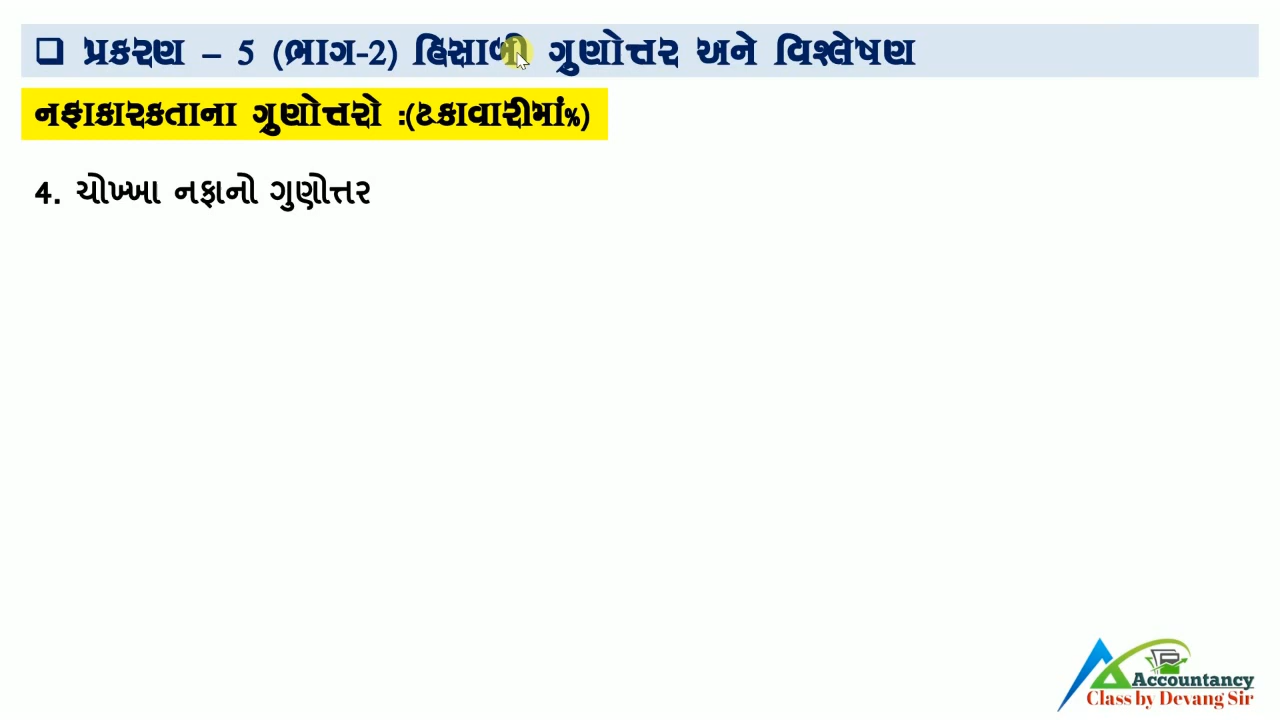 ❑ પ્રકરણ – 5 (ભાગ-2) હિસાબી ગુણોત્તર અને વિશ્લેષણ
નફાકારકતાના ગુણોત્તરો :(ટકાવારીમાં%)
4. ચોખ્ખા નફાનો ગુણોત્તર
Accountancy
Class by Devang Sir